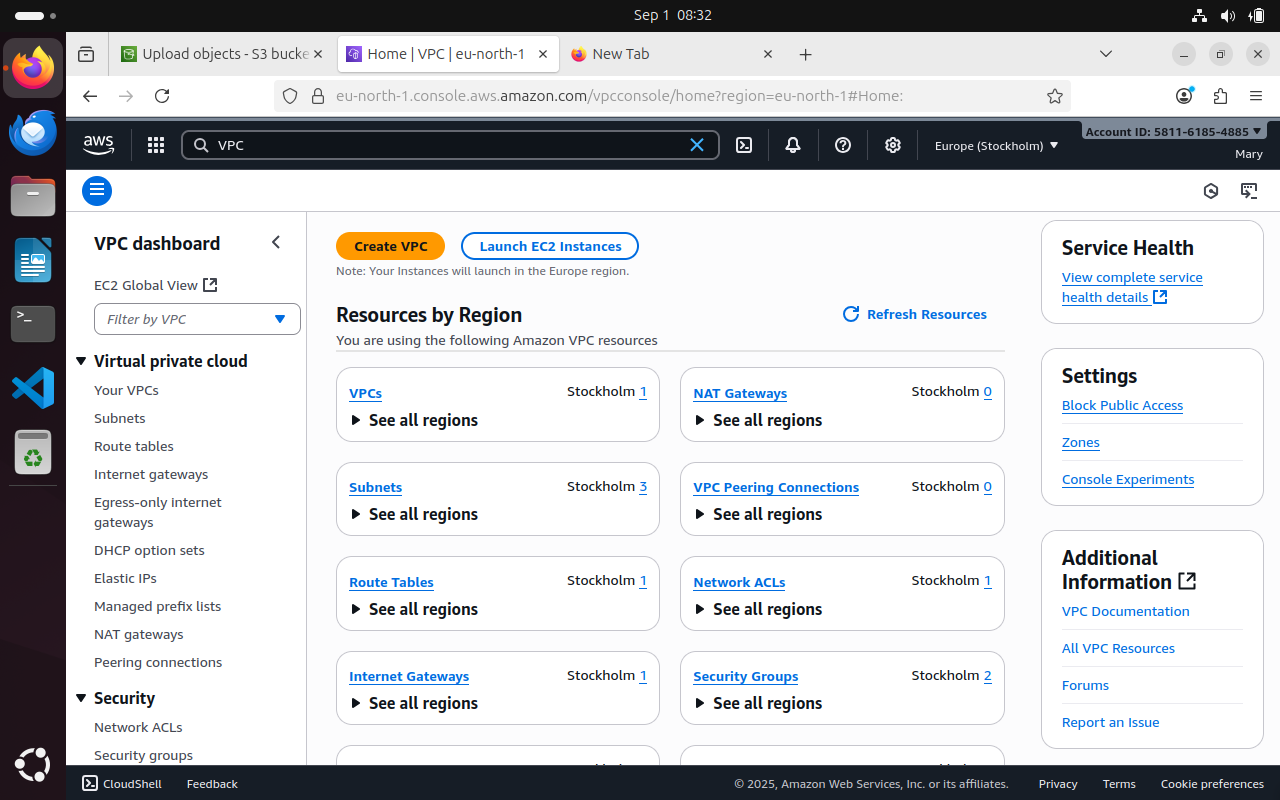 Sep 1 08:32
Upload objects - S3 bucke
Home | VPC | eu-north-1
New Tab
eu-north-1.console.aws.amazon.com/vpcconsole/home?region=eu-north-1#Home:
aws
VPC
Europe (Stockholm)
Account ID: 5811-6185-4885
Mary
VPC dashboard
EC2 Global View
Filter by VPC
Virtual private cloud
Your VPCs
Subnets
Route tables
Internet gateways
Egress-only internet
gateways
DHCP option sets
Elastic IPs
Managed prefix lists
NAT gateways
Peering connections
Security
Network ACLs
Security groups
Create VPC
Launch EC2 Instances
Note: Your Instances will launch in the Europe region.
Resources by Region
Refresh Resources
You are using the following Amazon VPC resources
VPCs
Stockholm 1
See all regions
NAT Gateways
Stockholm 0
See all regions
Subnets
Stockholm 3
See all regions
VPC Peering Connections
Stockholm 0
See all regions
Route Tables
Stockholm 1
See all regions
Network ACLs
Stockholm 1
See all regions
Internet Gateways
Stockholm 1
See all regions
Security Groups
Stockholm 2
See all regions
Service Health
View complete service
health details
Settings
Block Public Access
Zones
Console Experiments
Additional
Information
VPC Documentation
All VPC Resources
Forums
Report an Issue
CloudShell
Feedback
© 2025, Amazon Web Services, Inc. or its affiliates.
Privacy
Terms
Cookie preferences